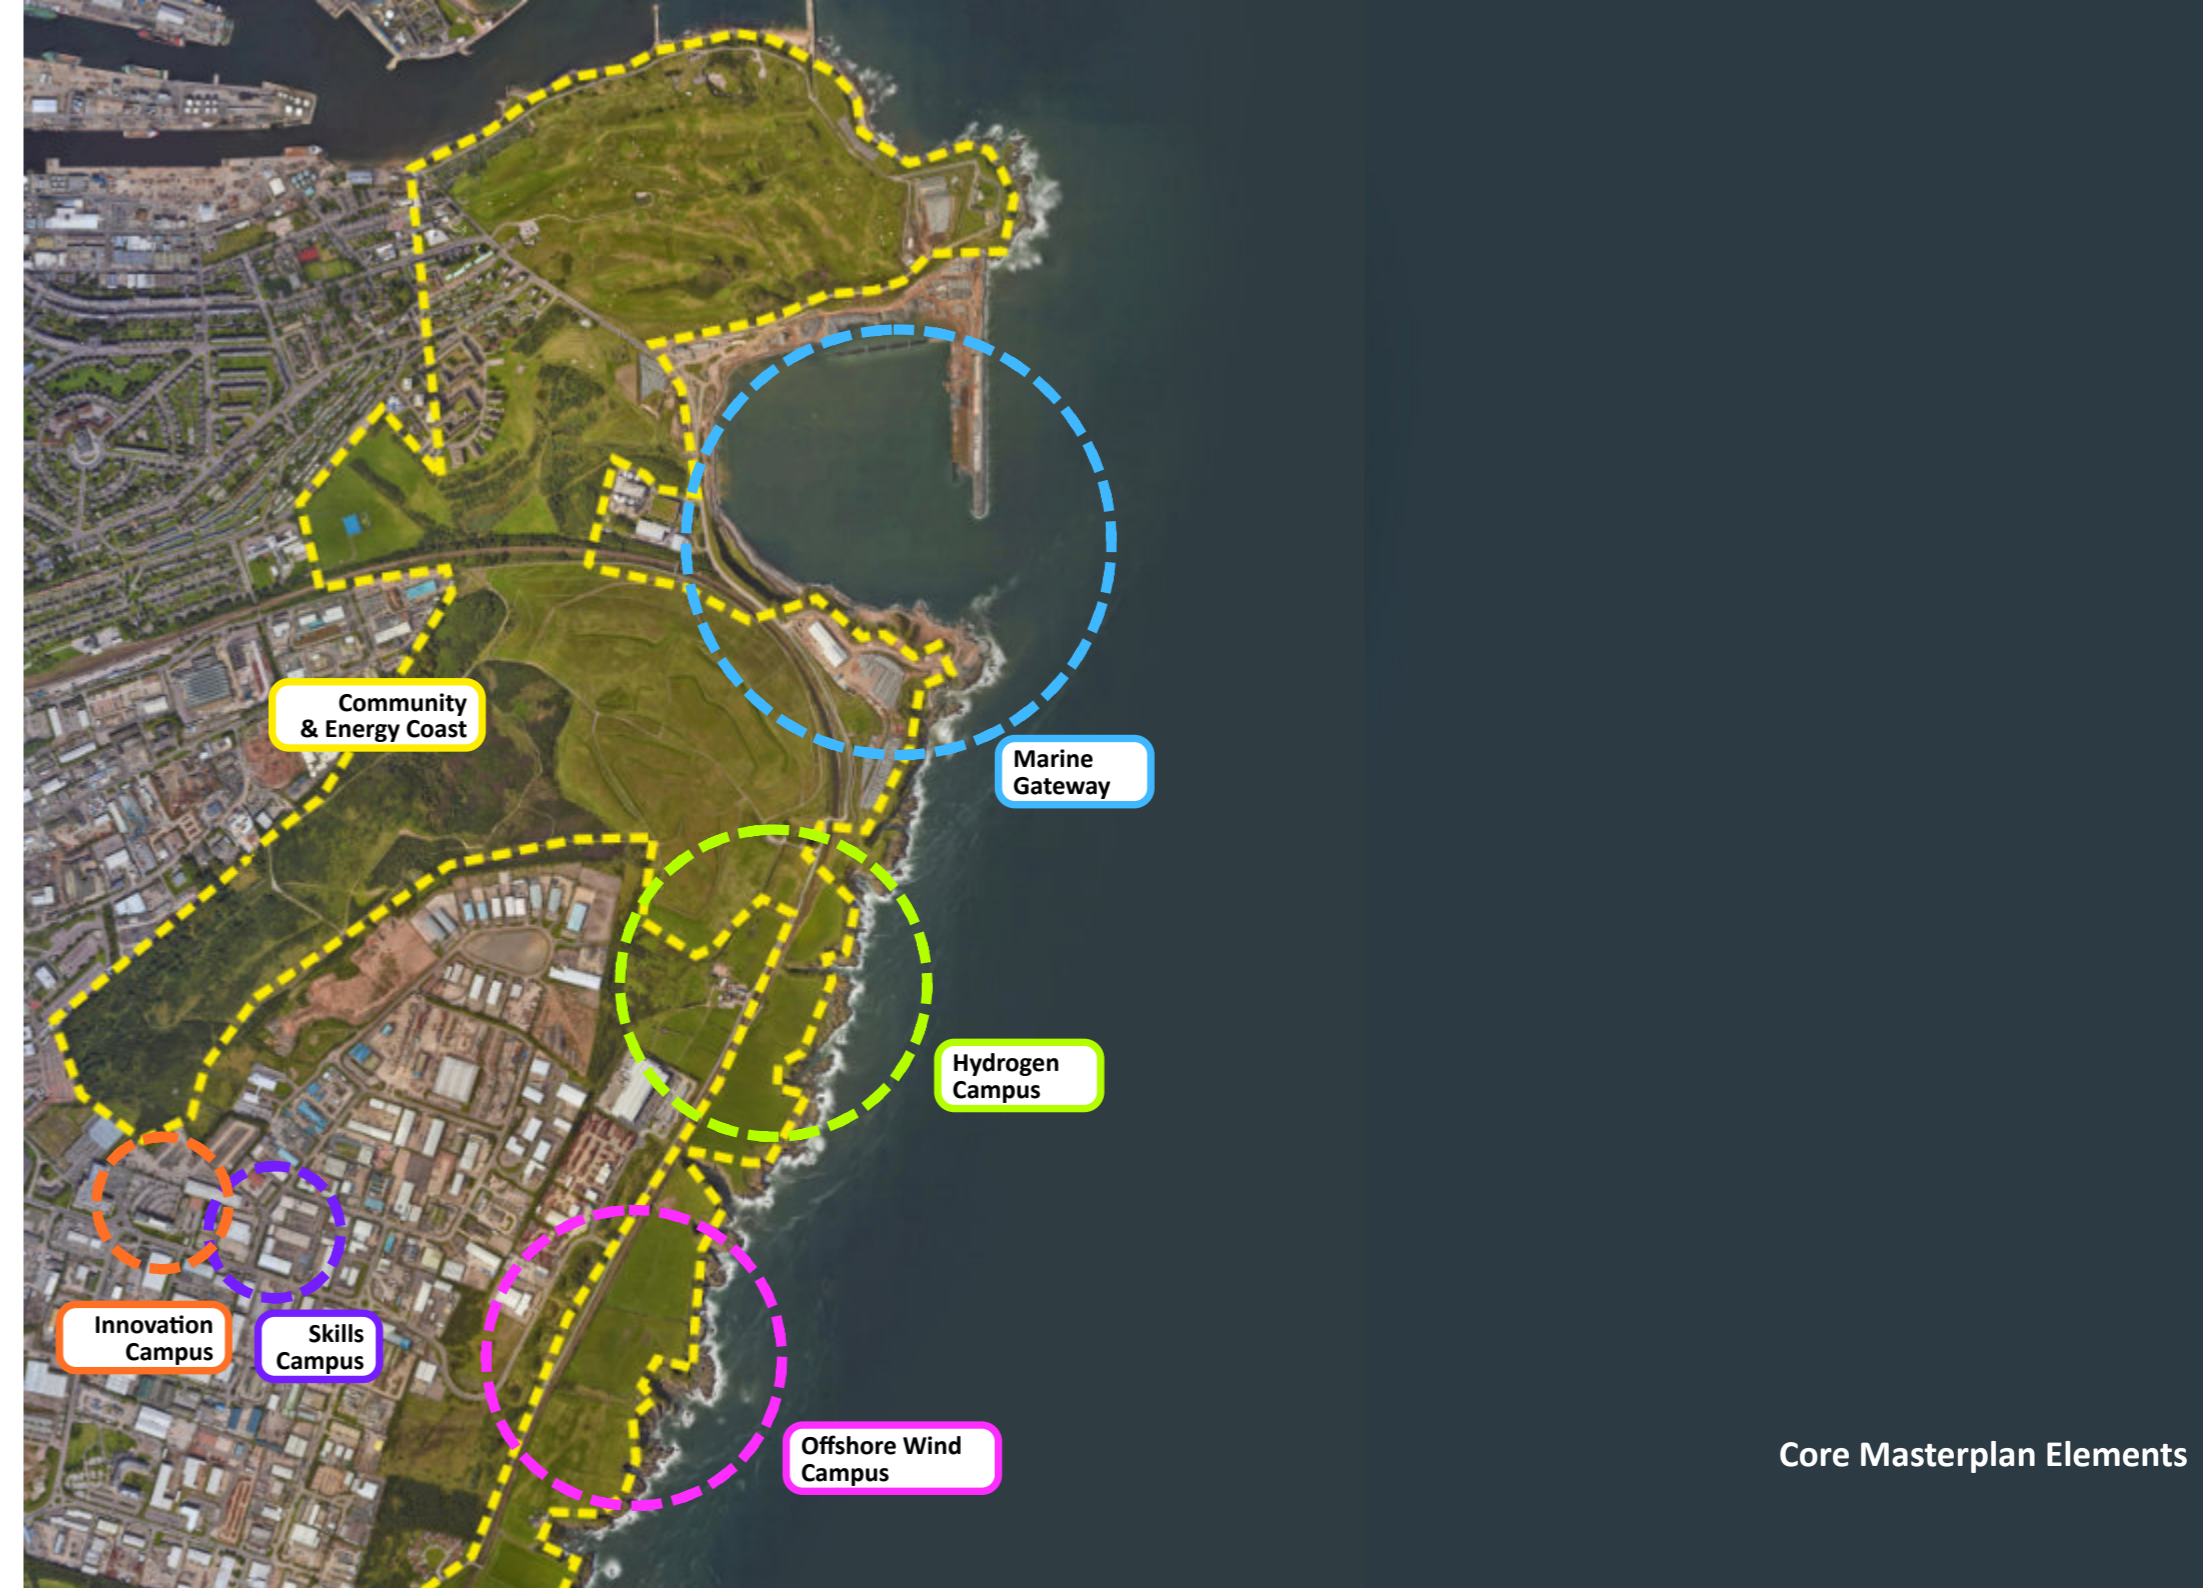 Community
& Energy Coast
Marine
Gateway
Hydrogen
Campus
Innovation
Campus
Skills
Campus
Offshore Wind
Campus
Core Masterplan Elements